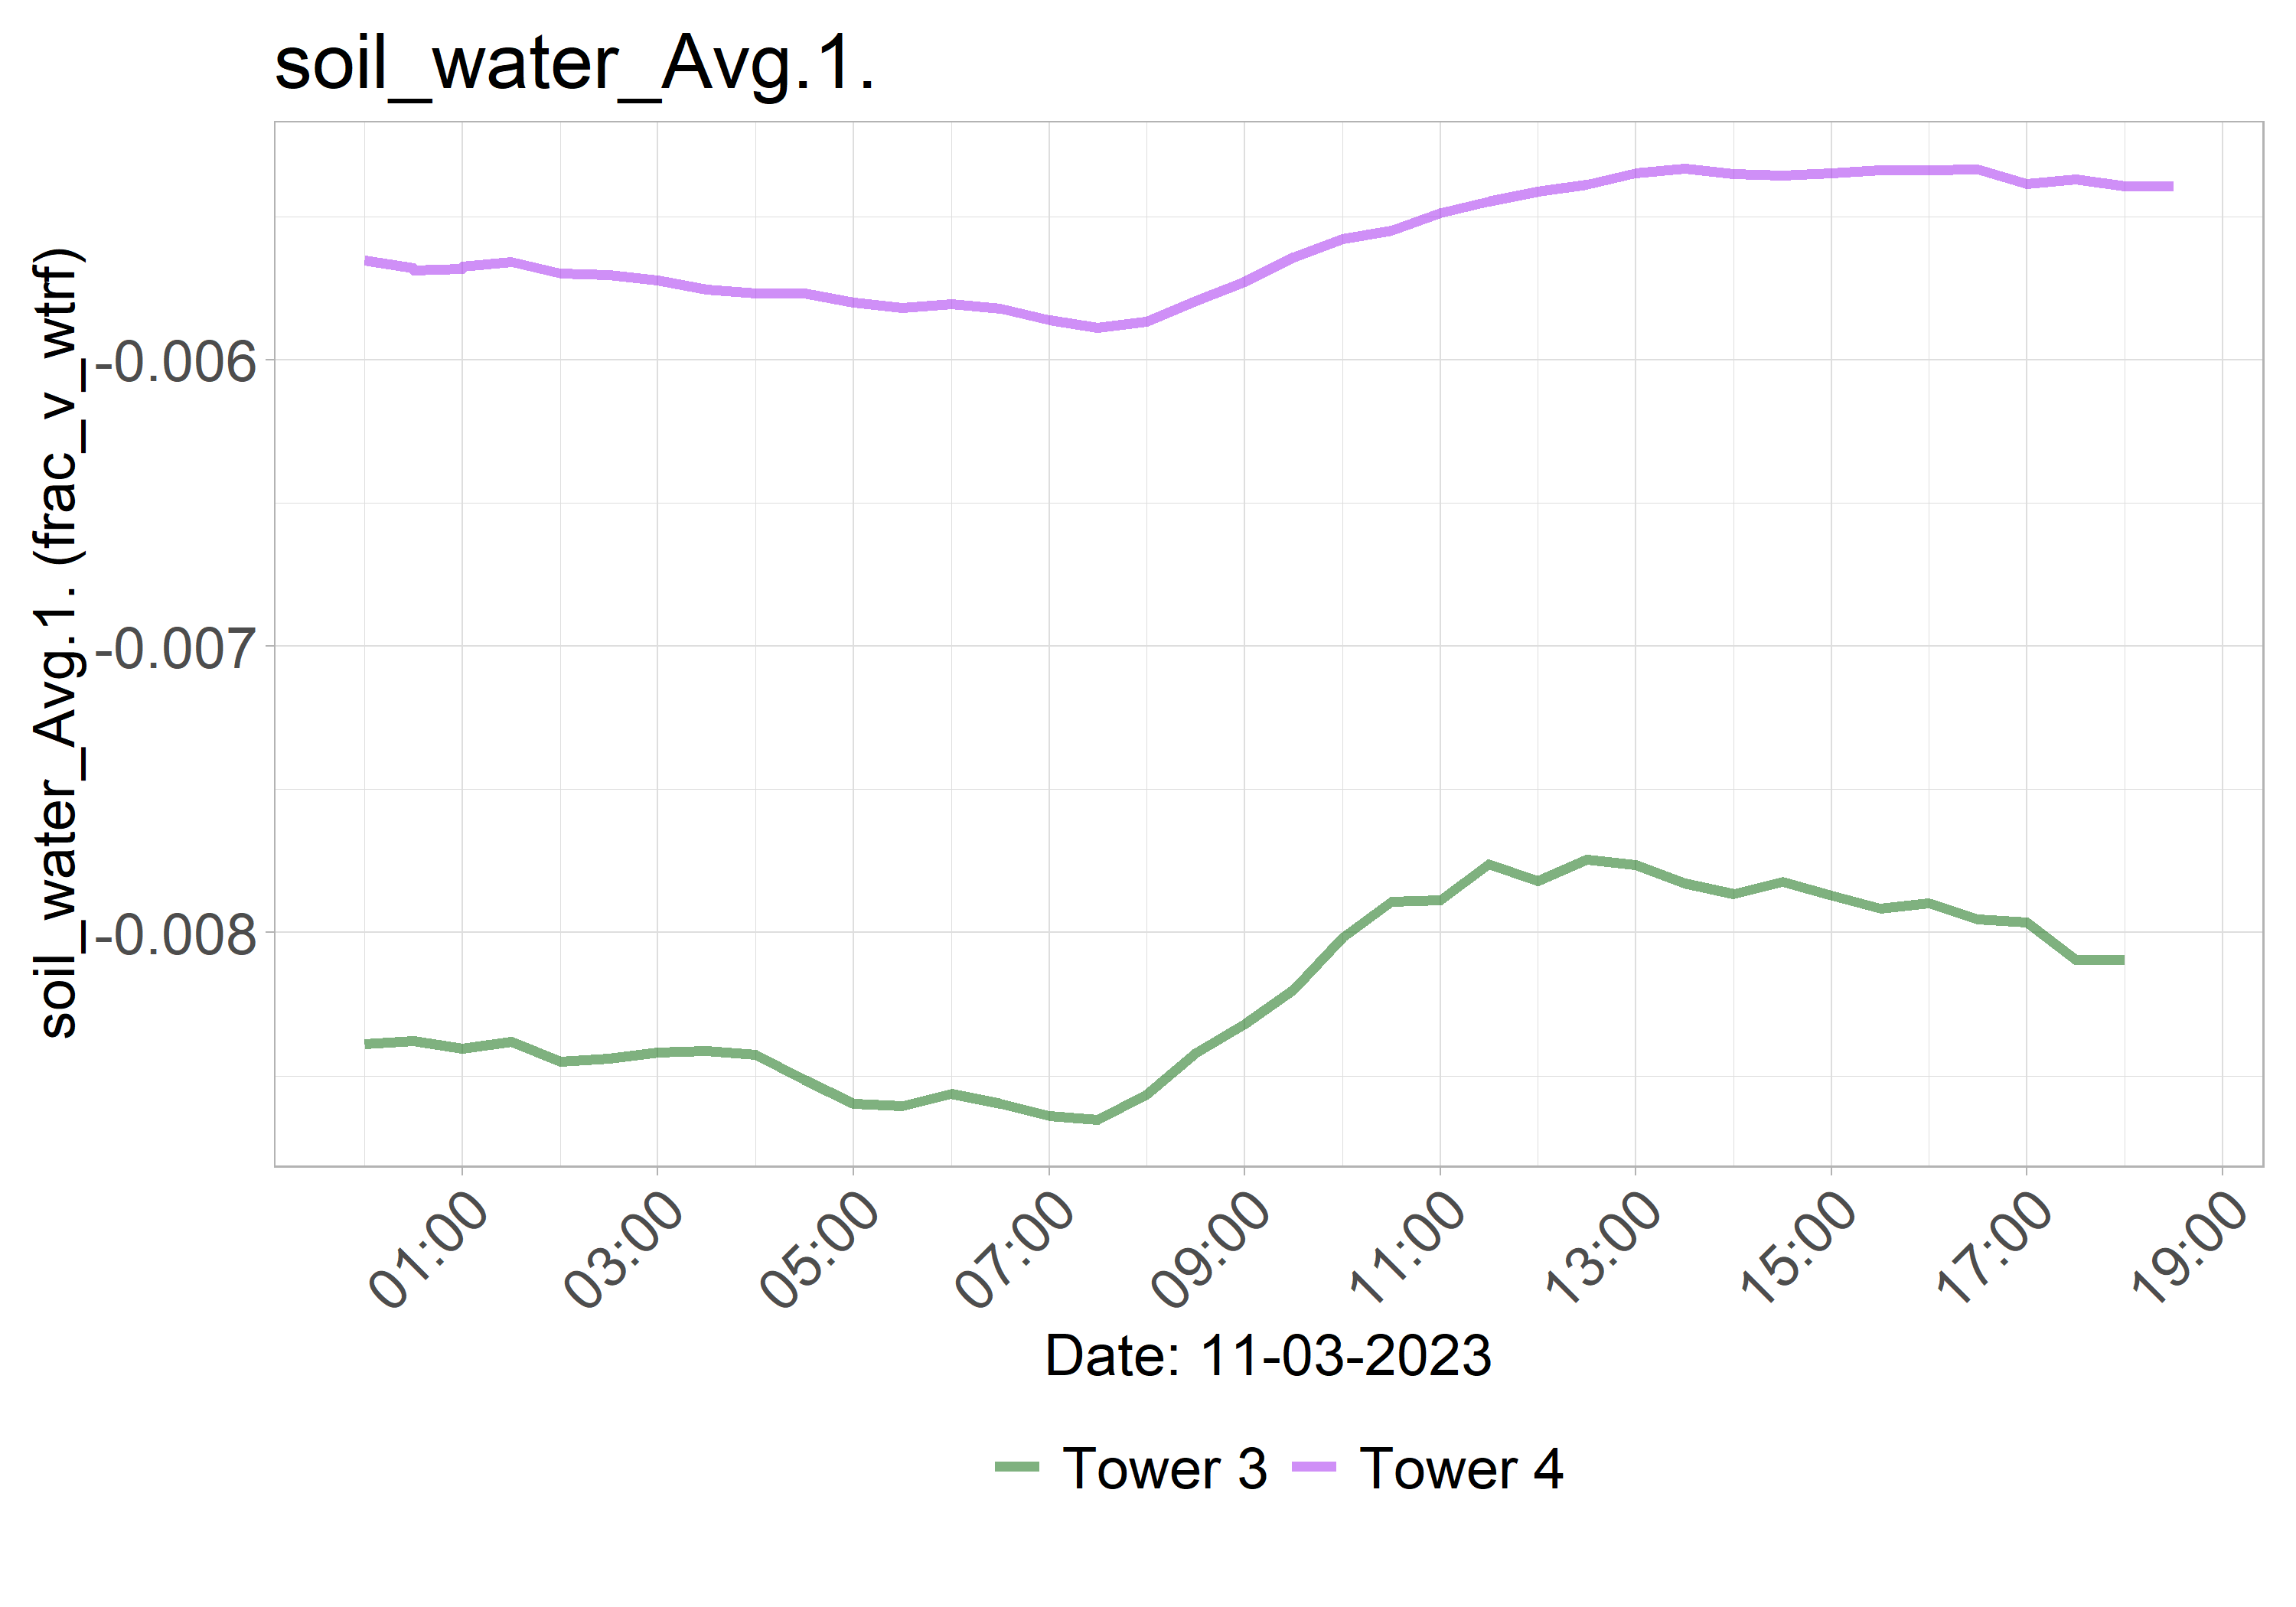 soil_water_Avg.1.
soil_water_Avg.1. (frac_v_wtrf)
-0.006
-0.007
-0.008
01:00
03:00
05:00
07:00
09:00
11:00
13:00
15:00
17:00
19:00
Date: 11-03-2023
Tower 3
Tower 4